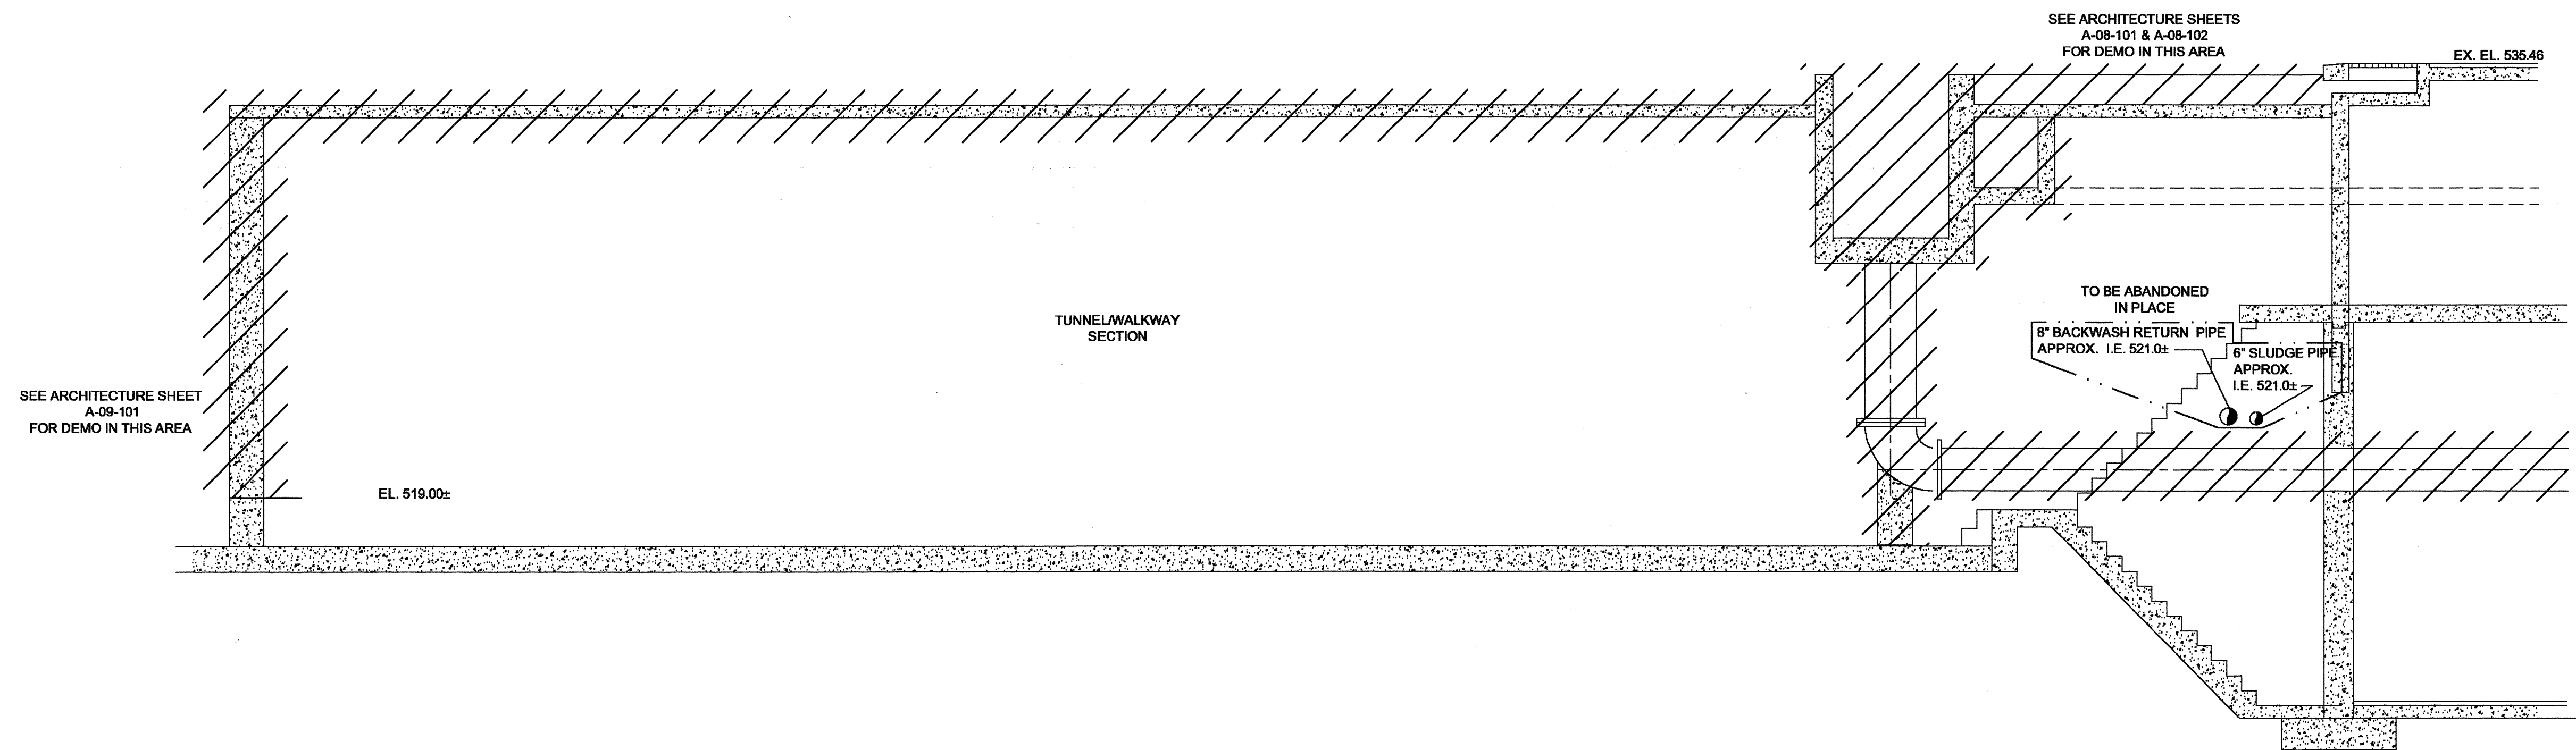 SEE ARCHITECTURE SHEETS
A-08-101 & A-08-102
FOR DEMO IN THIS AREA
EX. EL. 535.46
TO BE ABANDONED
IN PLACE
8" BACKWASH RETURN PIPE
APPROX. I.E. 521.0±
6" SLUDGE PIPE
APPROX.
I.E. 521.0±
TUNNEL/WALKWAY
SECTION
SEE ARCHITECTURE SHEET
A-09-101
FOR DEMO IN THIS AREA
EL. 519.00±